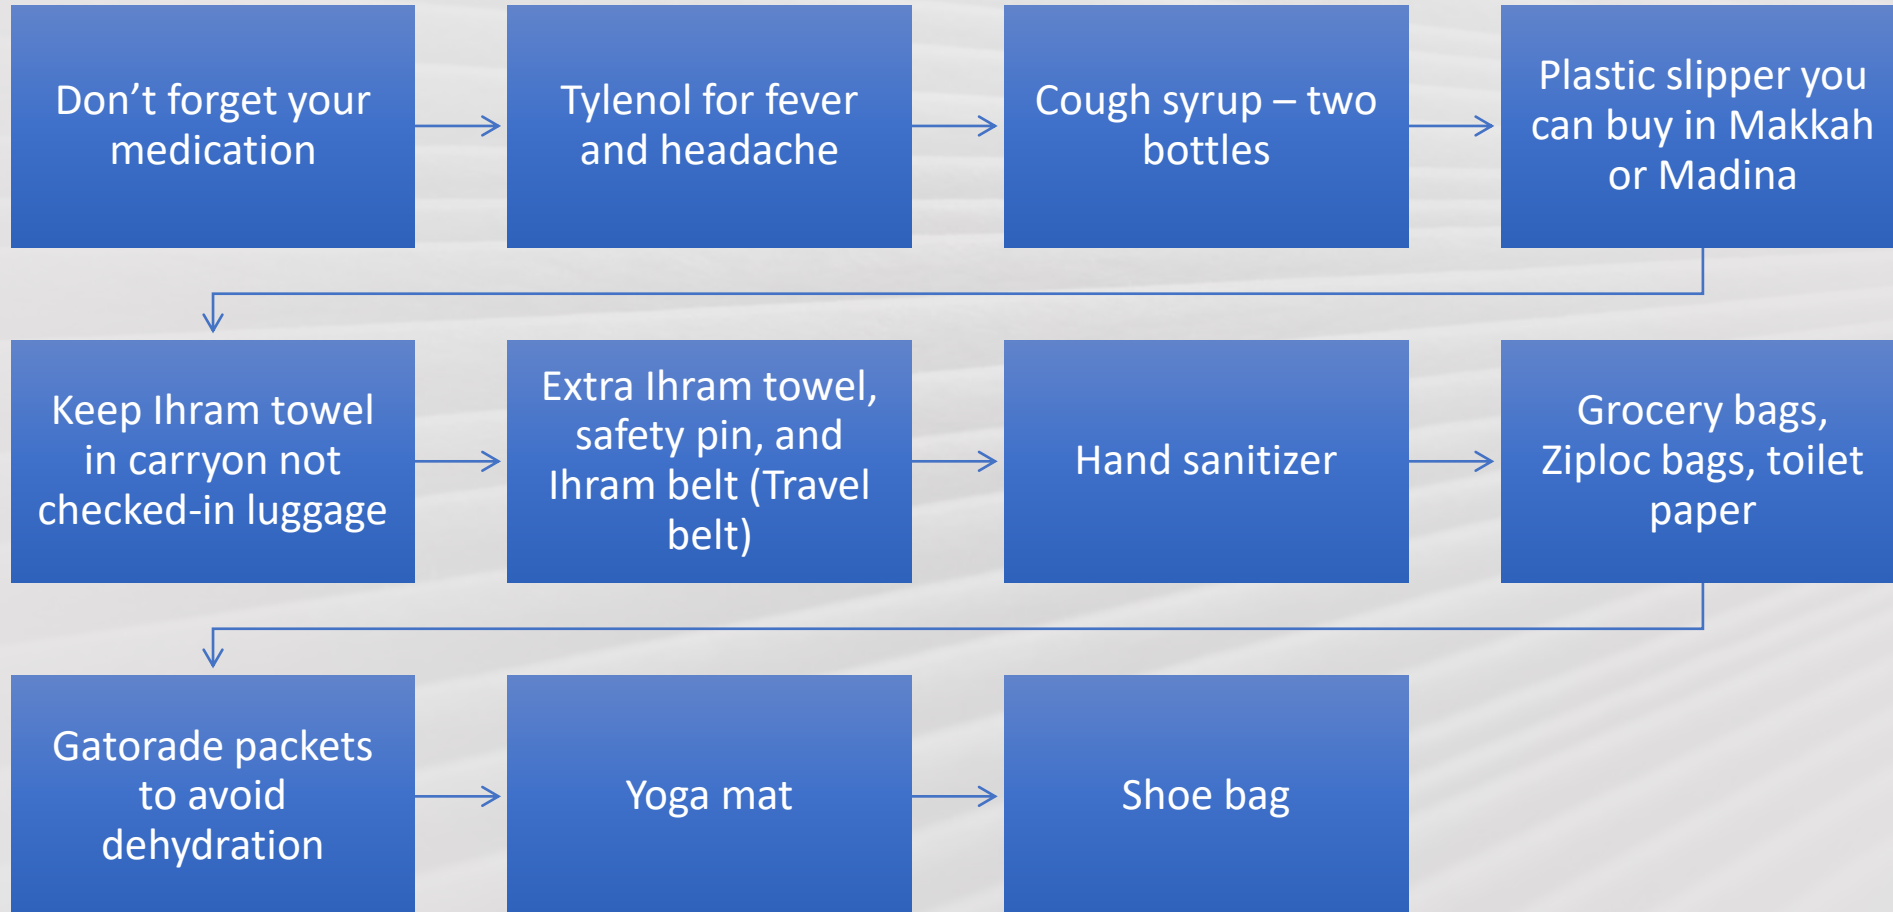 Don’t forget your
medication
Tylenol for fever
and headache
Cough syrup – two
bottles
Plastic slipper you
can buy in Makkah
or Madina
Keep Ihram towel
in carryon not
checked-in luggage
Extra Ihram towel,
safety pin, and
Ihram belt (Travel
belt)
Hand sanitizer
Grocery bags,
Ziploc bags, toilet
paper
Gatorade packets
to avoid
dehydration
Yoga mat
Shoe bag